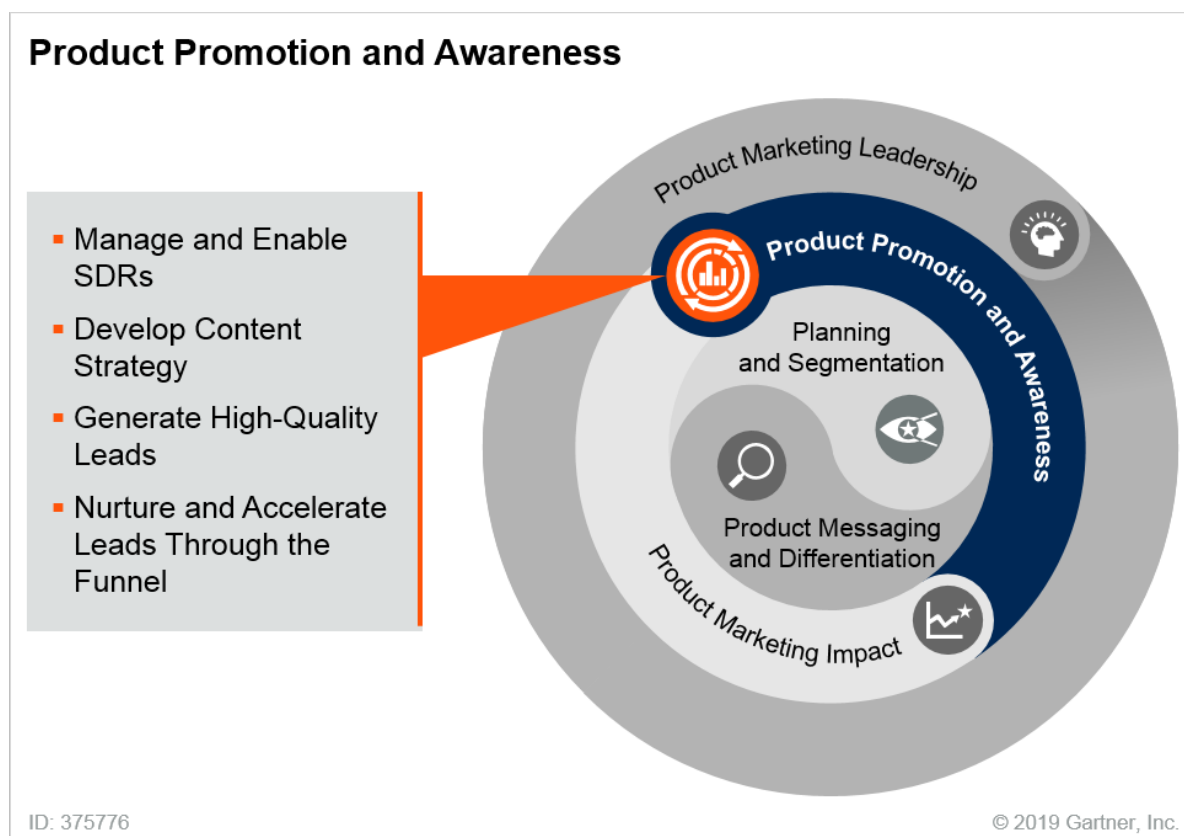 Product Promotion and Awareness
Manage and Enable
SDRs
Develop Content
Strategy
Generate High-Quality
Leads
Nurture and Accelerate
Leads Through the
Funnel
Product Marketing Leadership
Product Promotion and Awareness
Planning
and Segmentation
Product Messaging
and Differentiation
Product Marketing Impact
ID: 375776
© 2019 Gartner, Inc.